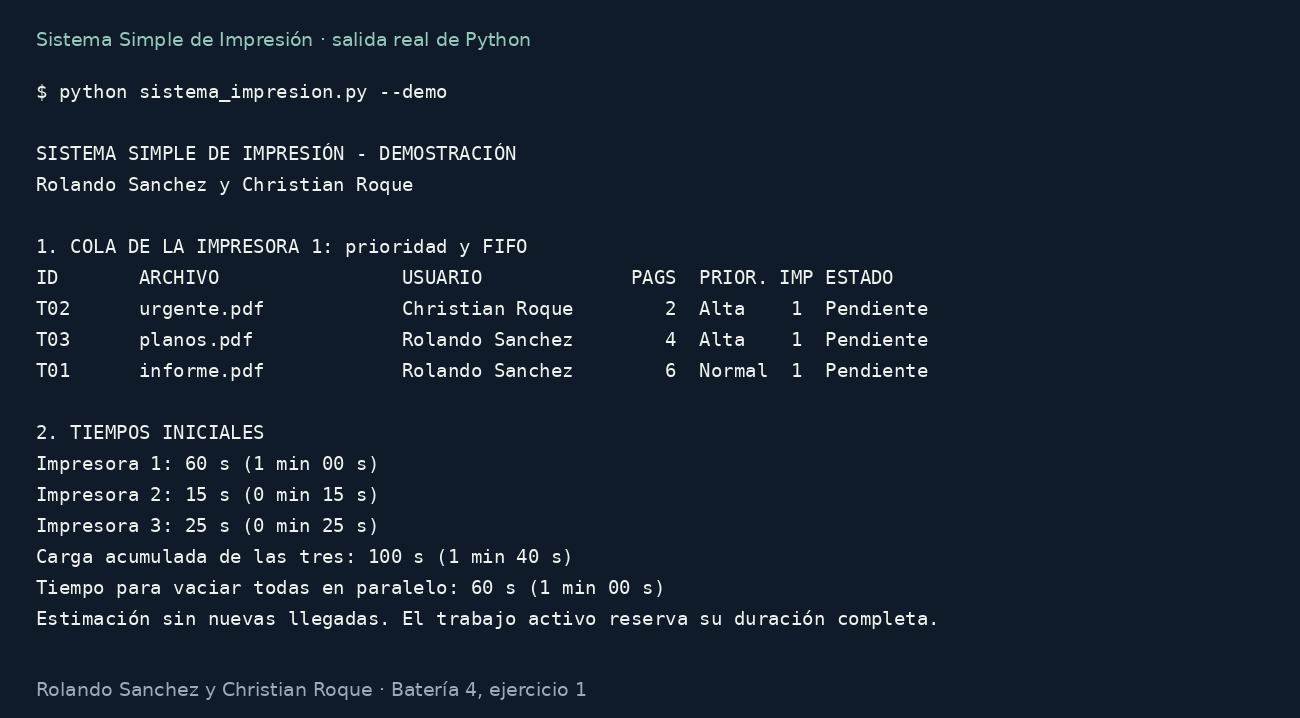 Sistema Simple de Impresión · salida real de Python
$ python sistema_impresion.py --demo
SISTEMA SIMPLE DE IMPRESIÓN - DEMOSTRACIÓN
Rolando Sanchez y Christian Roque
1. COLA DE LA IMPRESORA 1: prioridad y FIFO
ID ARCHIVO USUARIO PAGS PRIOR. IMP ESTADO
T02 urgente.pdf Christian Roque 2 Alta 1 Pendiente
T03 planos.pdf Rolando Sanchez 4 Alta 1 Pendiente
T01 informe.pdf Rolando Sanchez 6 Normal 1 Pendiente
2. TIEMPOS INICIALES
Impresora 1: 60 s (1 min 00 s)
Impresora 2: 15 s (0 min 15 s)
Impresora 3: 25 s (0 min 25 s)
Carga acumulada de las tres: 100 s (1 min 40 s)
Tiempo para vaciar todas en paralelo: 60 s (1 min 00 s)
Estimación sin nuevas llegadas. El trabajo activo reserva su duración completa.
Rolando Sanchez y Christian Roque · Batería 4, ejercicio 1